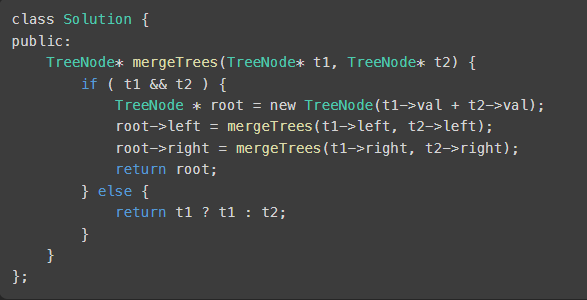 class Solution {
public:
    TreeNode* mergeTrees(TreeNode* t1, TreeNode* t2) {
        if ( t1 && t2 ) {
            TreeNode * root = new TreeNode(t1->val + t2->val);
            root->left = mergeTrees(t1->left, t2->left);
            root->right = mergeTrees(t1->right, t2->right);
            return root;
        } else {
            return t1 ? t1 : t2;
        }
    }
};